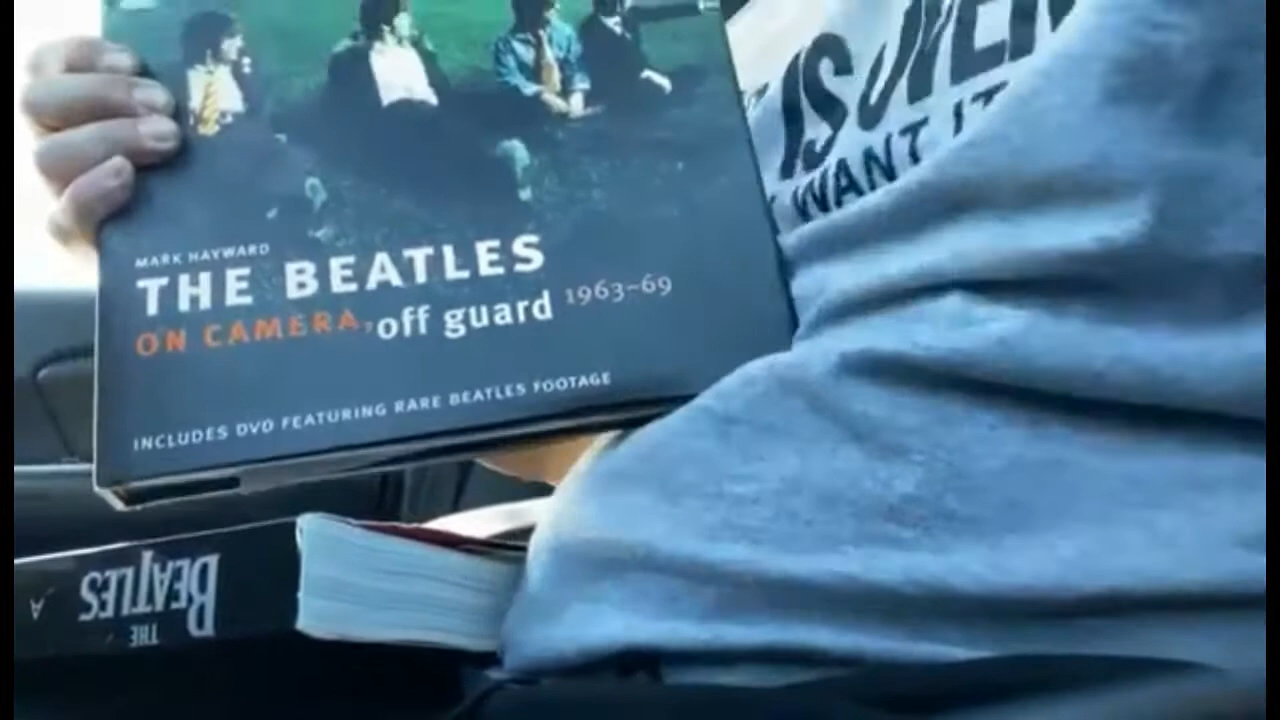 IS OVER
WANT IT
MARK HAYWARD
THE BEATLES
ON CAMERA, off guard 1963-69
INCLUDES DVD FEATURING RARE BEATLES FOOTAGE
THE
BEATLES
A